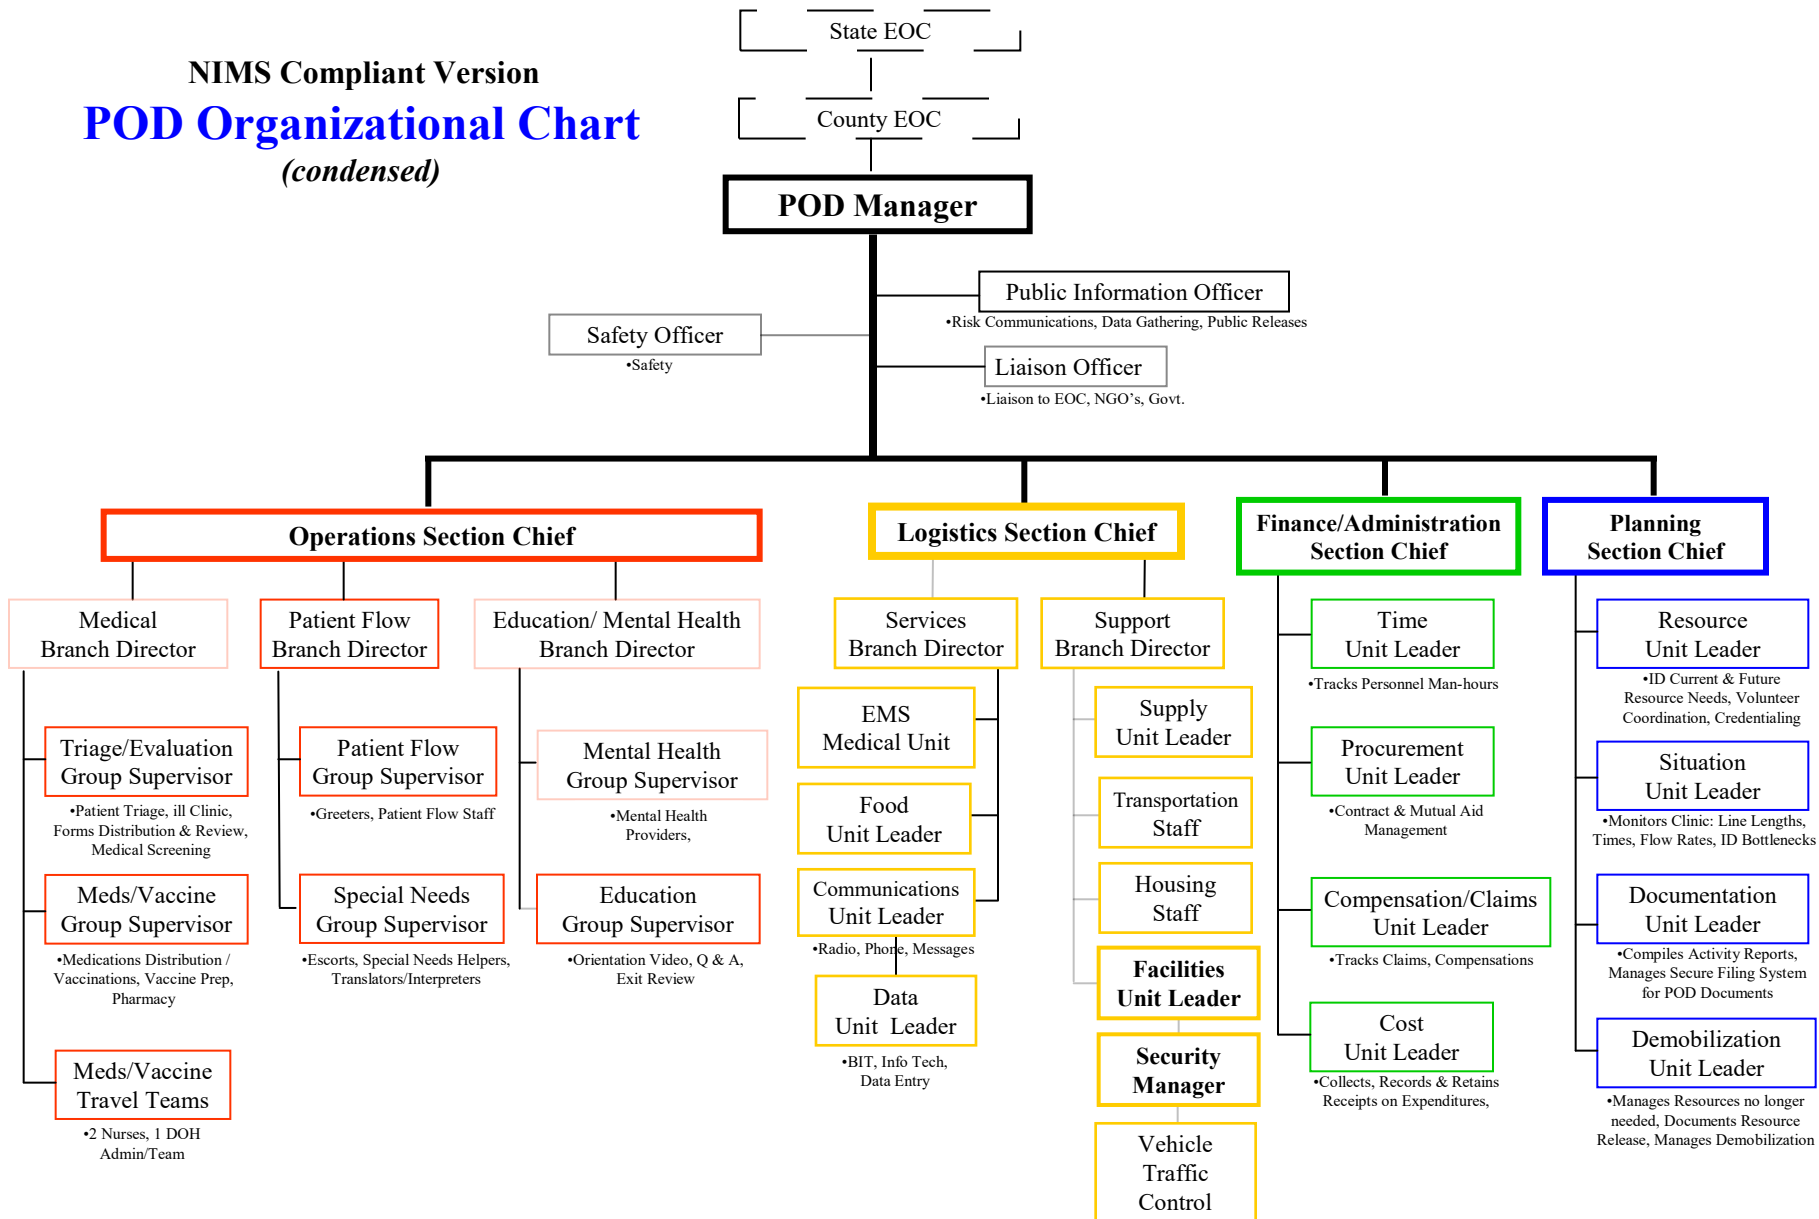 State EOC
NIMS Compliant Version
POD Organizational Chart
(condensed)
County EOC
POD Manager
Public Information Officer
•Risk Communications, Data Gathering, Public Releases
Safety Officer
•Safety
Liaison Officer
•Liaison to EOC, NGO’s, Govt.
Operations Section Chief
Logistics Section Chief
Finance/Administration
Section Chief
Planning
Section Chief
Medical
Branch Director
Patient Flow
Branch Director
Education/ Mental Health
Branch Director
Services
Branch Director
Support
Branch Director
Time
Unit Leader
•Tracks Personnel Man-hours
Resource
Unit Leader
•ID Current & Future
Resource Needs, Volunteer
Coordination, Credentialing
Triage/Evaluation
Group Supervisor
•Patient Triage, ill Clinic,
Forms Distribution & Review,
Medical Screening
Patient Flow
Group Supervisor
•Greeters, Patient Flow Staff
Mental Health
Group Supervisor
•Mental Health
Providers,
EMS
Medical Unit
Supply
Unit Leader
Procurement
Unit Leader
•Contract & Mutual Aid
Management
Situation
Unit Leader
•Monitors Clinic: Line Lengths,
Times, Flow Rates, ID Bottlenecks
Food
Unit Leader
Transportation
Staff
Meds/Vaccine
Group Supervisor
•Medications Distribution /
Vaccinations, Vaccine Prep,
Pharmacy
Special Needs
Group Supervisor
•Escorts, Special Needs Helpers,
Translators/Interpreters
Education
Group Supervisor
•Orientation Video, Q & A,
Exit Review
Communications
Unit Leader
•Radio, Phone, Messages
Housing
Staff
Compensation/Claims
Unit Leader
•Tracks Claims, Compensations
Documentation
Unit Leader
•Compiles Activity Reports,
Manages Secure Filing System
for POD Documents
Data
Unit  Leader
•BIT, Info Tech,
Data Entry
Facilities
Unit Leader
Cost
Unit Leader
•Collects, Records & Retains
Receipts on Expenditures,
Demobilization
Unit Leader
•Manages Resources no longer
needed, Documents Resource
Release, Manages Demobilization
Meds/Vaccine
Travel Teams
•2 Nurses, 1 DOH
Admin/Team
Security
Manager
Vehicle
Traffic
Control